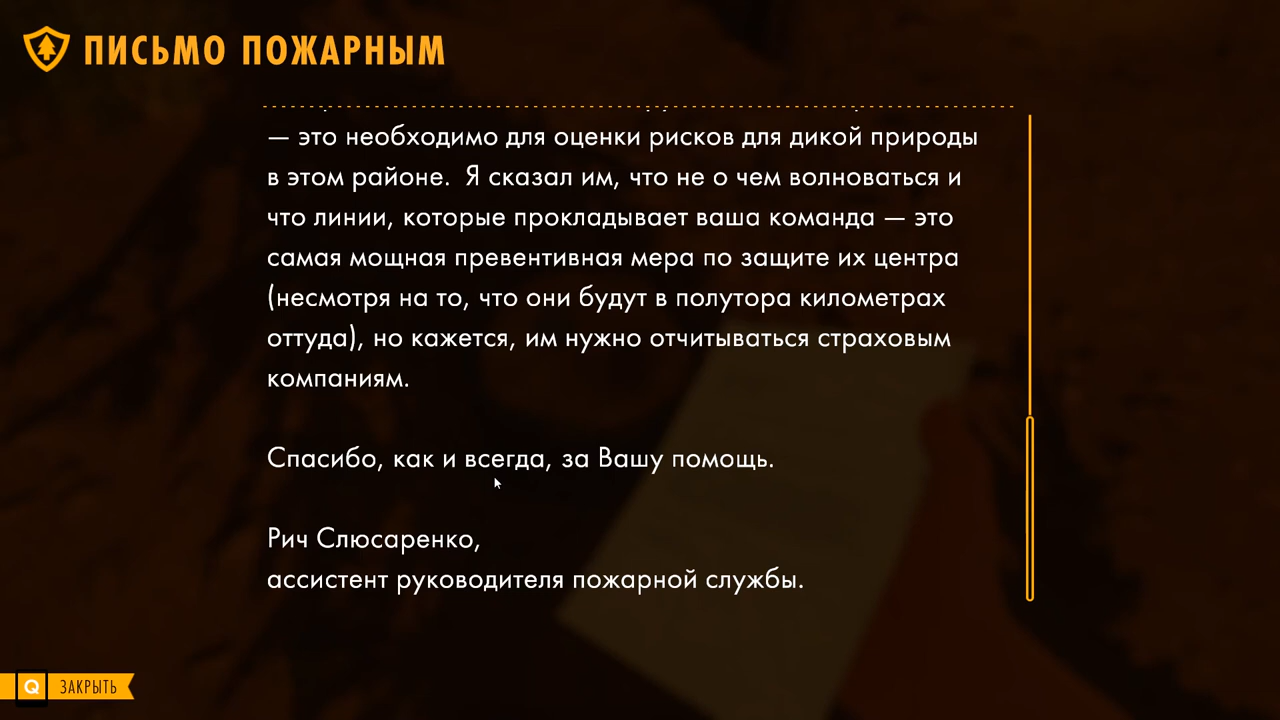 ПИСЬМО ПОЖАРНЫМ
— это необходимо для оценки рисков для дикой природы
в этом районе.  Я сказал им, что не о чем волноваться и
что линии, которые прокладывает ваша команда — это
самая мощная превентивная мера по защите их центра
(несмотря на то, что они будут в полутора километрах
оттуда), но кажется, им нужно отчитываться страховым
компаниям.
Спасибо, как и всегда, за Вашу помощь.
Рич Слюсаренко,
ассистент руководителя пожарной службы.
Q ЗАКРЫТЬ